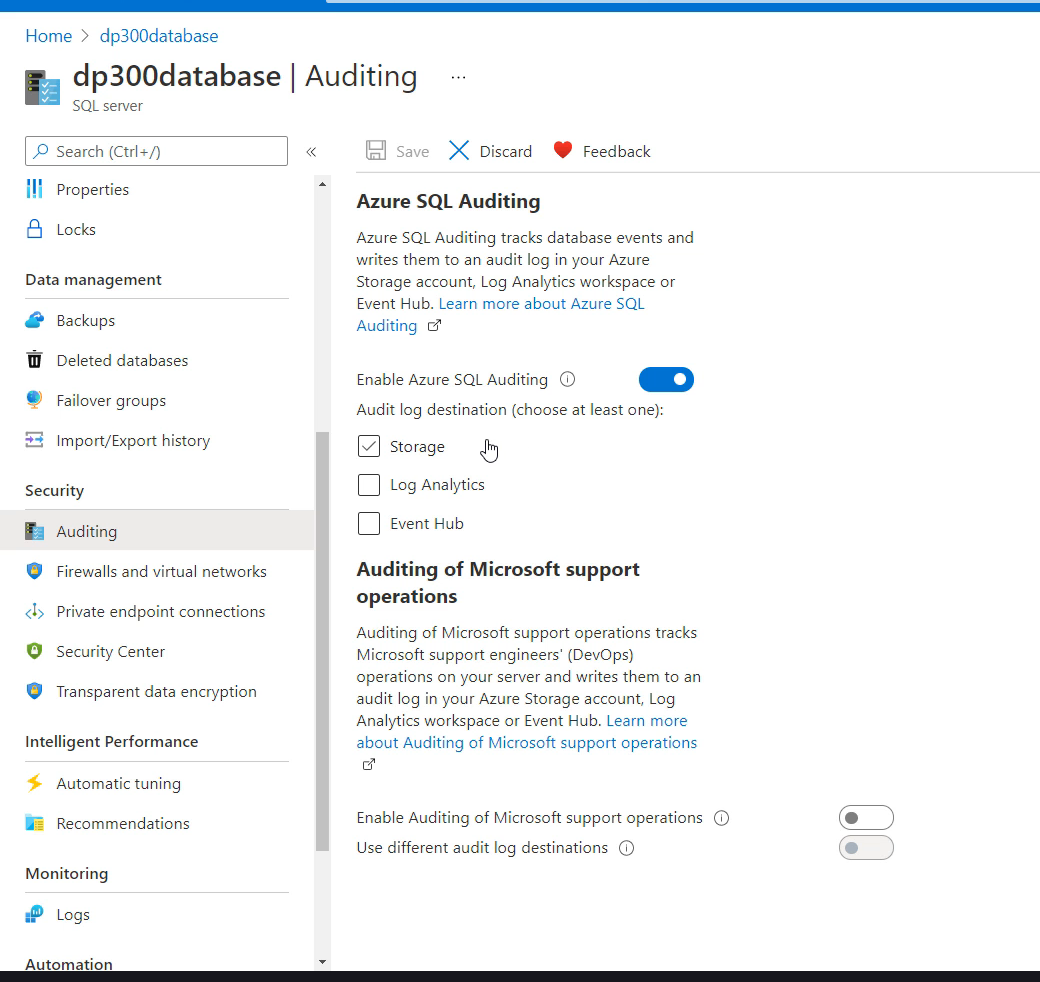 Home > dp300database
dp300database | Auditing ...
SQL server
Search (Ctrl+/)
«
Properties
Locks
Data management
Backups
Deleted databases
Failover groups
Import/Export history
Security
Auditing
Firewalls and virtual networks
Private endpoint connections
Security Center
Transparent data encryption
Intelligent Performance
Automatic tuning
Recommendations
Monitoring
Logs
Automation
Save Discard Feedback
Azure SQL Auditing
Azure SQL Auditing tracks database events and
writes them to an audit log in your Azure
Storage account, Log Analytics workspace or
Event Hub. Learn more about Azure SQL
Auditing
Enable Azure SQL Auditing
Audit log destination (choose at least one):
Storage
Log Analytics
Event Hub
Auditing of Microsoft support
operations
Auditing of Microsoft support operations tracks
Microsoft support engineers' (DevOps)
operations on your server and writes them to an
audit log in your Azure Storage account, Log
Analytics workspace or Event Hub. Learn more
about Auditing of Microsoft support operations
Enable Auditing of Microsoft support operations
Use different audit log destinations